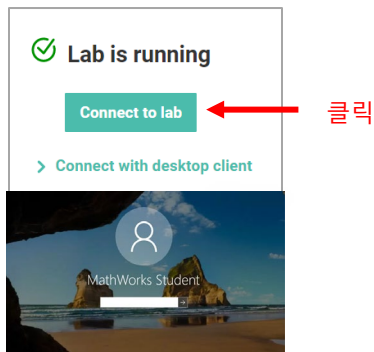 Lab is running
Connect to lab
클릭
Connect with desktop client
MathWorks Student